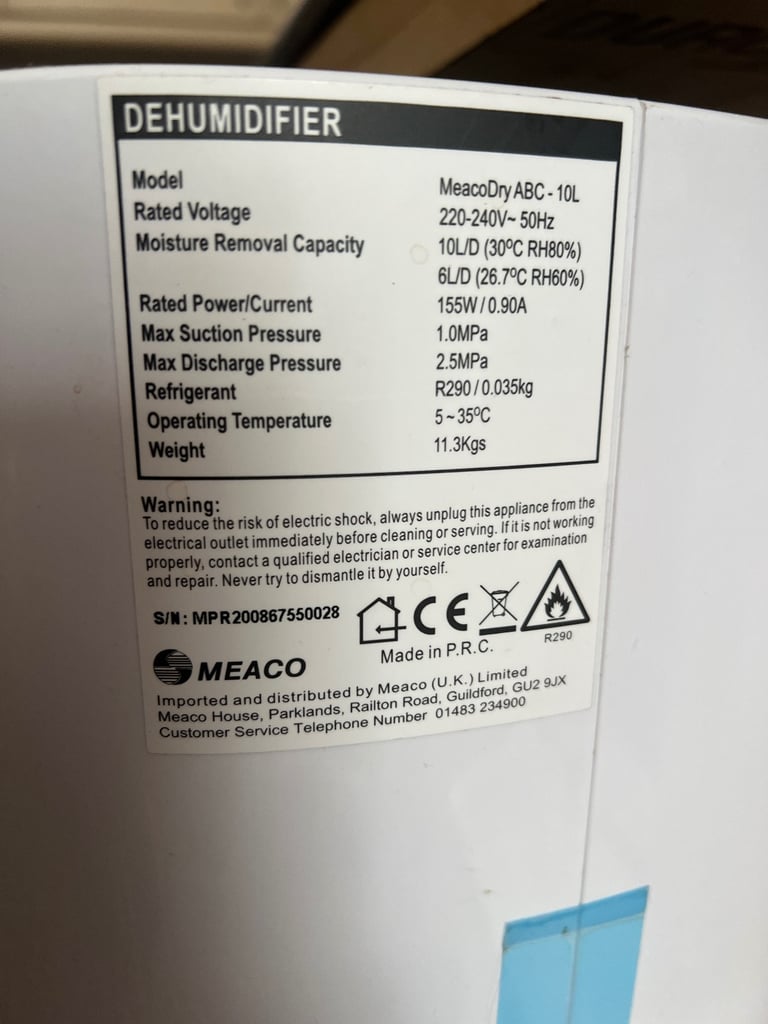 DEHUMIDIFIER
Model MeacoDry ABC - 10L
Rated Voltage 220-240V~ 50Hz
Moisture Removal Capacity 10L/D (30ºC RH80%)
6L/D (26.7ºC RH60%)
Rated Power/Current 155W / 0.90A
Max Suction Pressure 1.0MPa
Max Discharge Pressure 2.5MPa
Refrigerant R290 / 0.035kg
Operating Temperature 5 ~ 35ºC
Weight 11.3Kgs
Warning:
To reduce the risk of electric shock, always unplug this appliance from the
electrical outlet immediately before cleaning or serving. If it is not working
properly, contact a qualified electrician or service center for examination
and repair. Never try to dismantle it by yourself.
S/N: MPR200867550028
CE
R290
Made in P.R.C.
MEACO
Imported and distributed by Meaco (U.K.) Limited
Meaco House, Parklands, Railton Road, Guildford, GU2 9JX
Customer Service Telephone Number 01483 234900